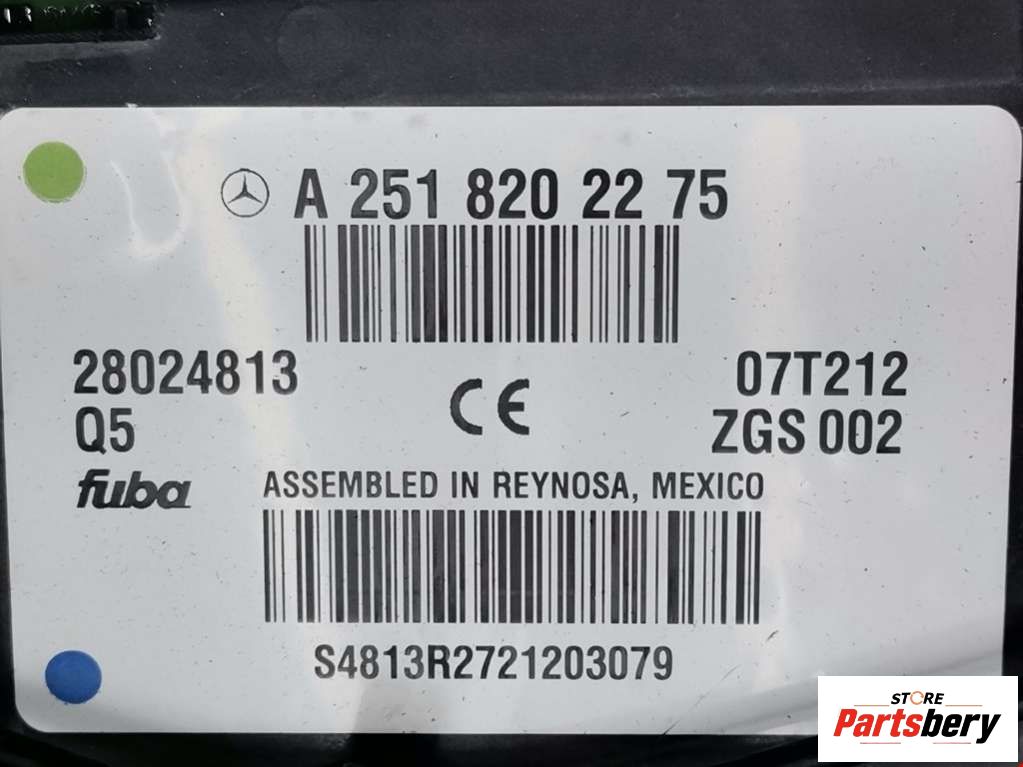 A 251 820 22 75
28024813
07T212
Q5
CE
ZGS 002
fuba
ASSEMBLED IN REYNOSA, MEXICO
S4813R2721203079
STORE
Partsbery